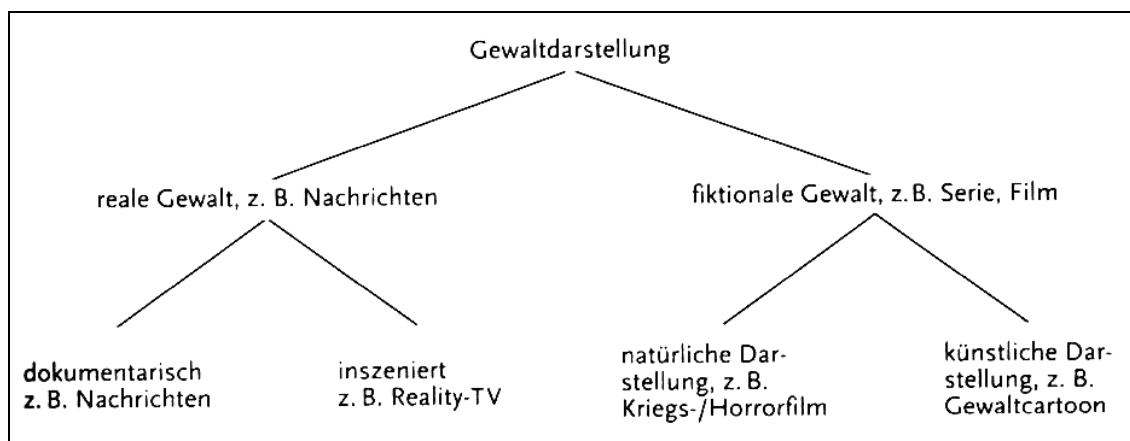 Gewaltdarstellung
reale Gewalt, z. B. Nachrichten
fiktionale Gewalt, z. B. Serie, Film
dokumentarisch
z. B. Nachrichten
inszeniert
z. B. Reality-TV
natürliche Dar-
stellung, z. B.
Kriegs-/Horrorfilm
künstliche Dar-
stellung, z. B.
Gewaltcartoon